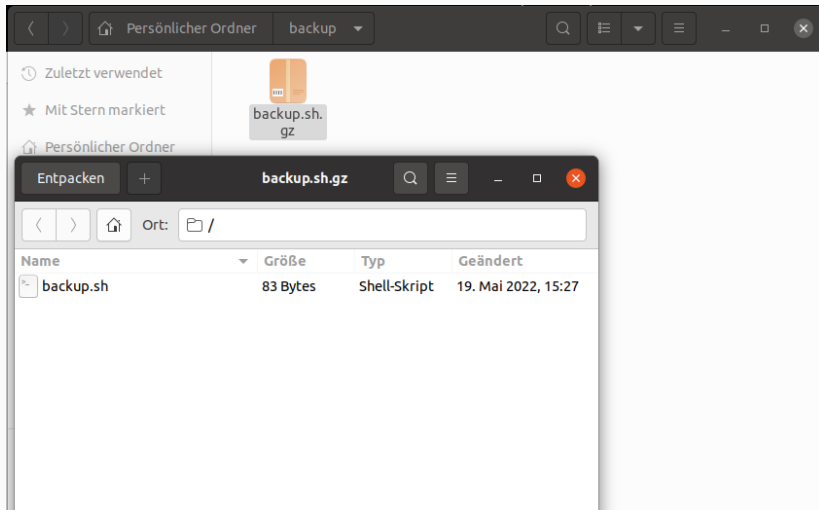 Persönlicher Ordner backup
Zuletzt verwendet
Mit Stern markiert
Persönlicher Ordner
backup.sh.
gz
Entpacken + backup.sh.gz
Ort: /
Name Größe Typ Geändert
backup.sh 83 Bytes Shell-Skript 19. Mai 2022, 15:27